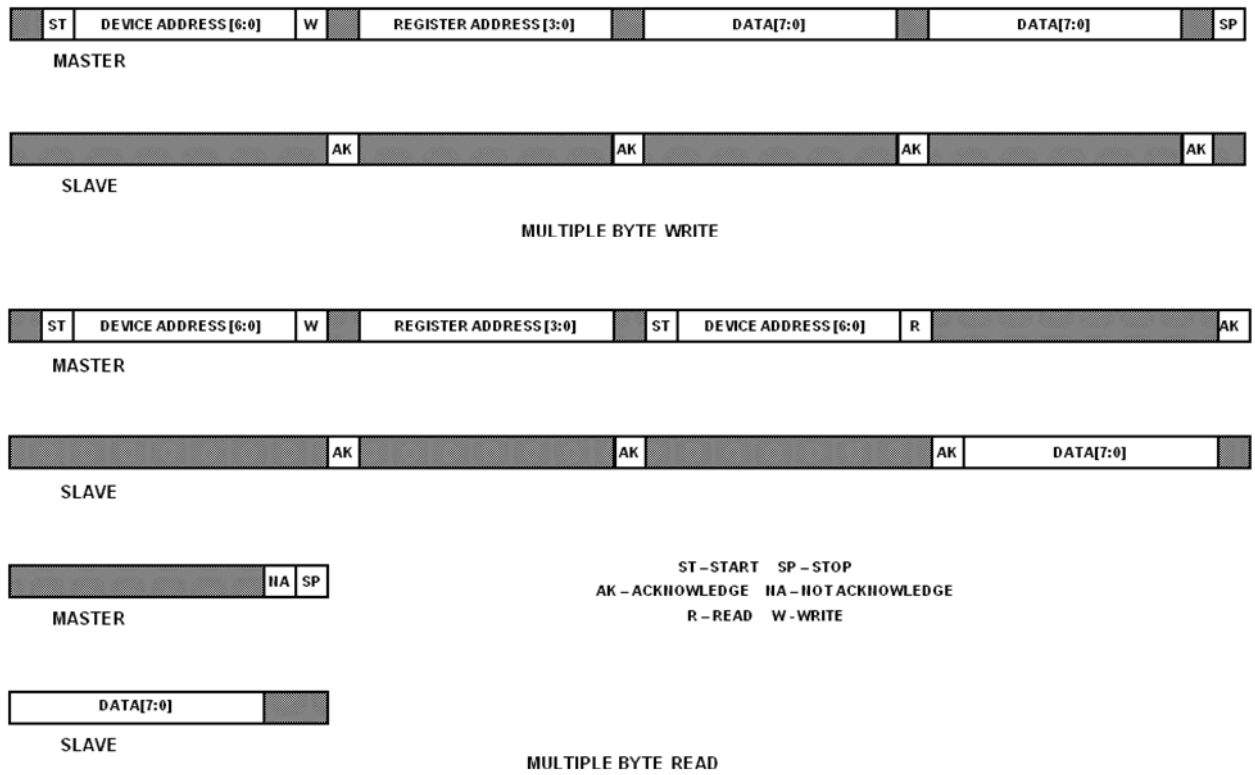 ST DEVICE ADDRESS [6:0] W REGISTER ADDRESS [3:0] DATA[7:0] DATA[7:0] SP
MASTER
AK AK AK AK
SLAVE
MULTIPLE BYTE WRITE
ST DEVICE ADDRESS [6:0] W REGISTER ADDRESS [3:0] ST DEVICE ADDRESS [6:0] R AK
MASTER
AK AK AK DATA[7:0]
SLAVE
NA SP
MASTER
ST – START SP – STOP
AK – ACKNOWLEDGE NA – NOT ACKNOWLEDGE
R – READ W - WRITE
DATA[7:0]
SLAVE
MULTIPLE BYTE READ